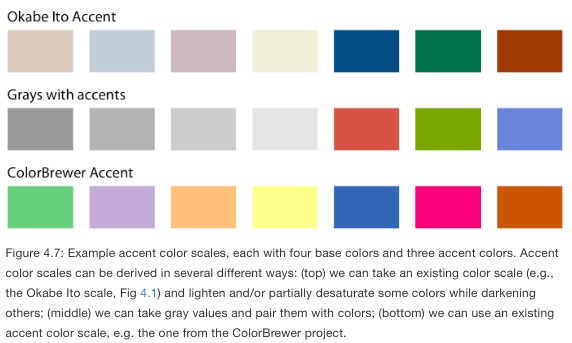 Okabe Ito Accent
Grays with accents
ColorBrewer Accent
Figure 4.7: Example accent color scales, each with four base colors and three accent colors. Accent
color scales can be derived in several different ways: (top) we can take an existing color scale (e.g.,
the Okabe Ito scale, Fig 4.1) and lighten and/or partially desaturate some colors while darkening
others; (middle) we can take gray values and pair them with colors; (bottom) we can use an existing
accent color scale, e.g. the one from the ColorBrewer project.